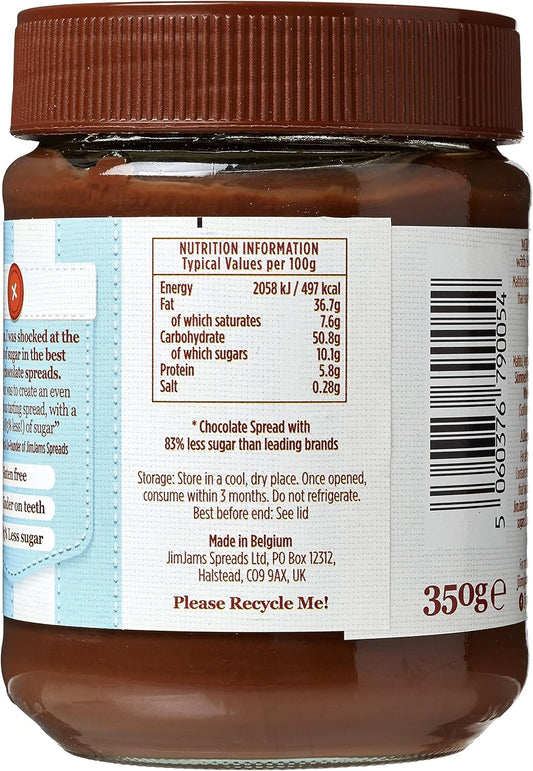 x
was shocked at the
sugar in the best
spreads.
was to create an even
tasting spread, with a
less!) of sugar"
of JimJams Spreads
free
on teeth
Less sugar
NUTRITION INFORMATION
Typical Values per 100g
Energy 2058 kJ / 497 kcal
Fat 36.7g
of which saturates 7.6g
Carbohydrate 50.8g
of which sugars 10.1g
Protein 5.8g
Salt 0.28g
* Chocolate Spread with
83% less sugar than leading brands
Storage: Store in a cool, dry place. Once opened,
consume within 3 months. Do not refrigerate.
Best before end: See lid
Made in Belgium
JimJams Spreads Ltd, PO Box 12312,
Halstead, CO9 9AX, UK
Please Recycle Me!
5 060376 790054
350g e